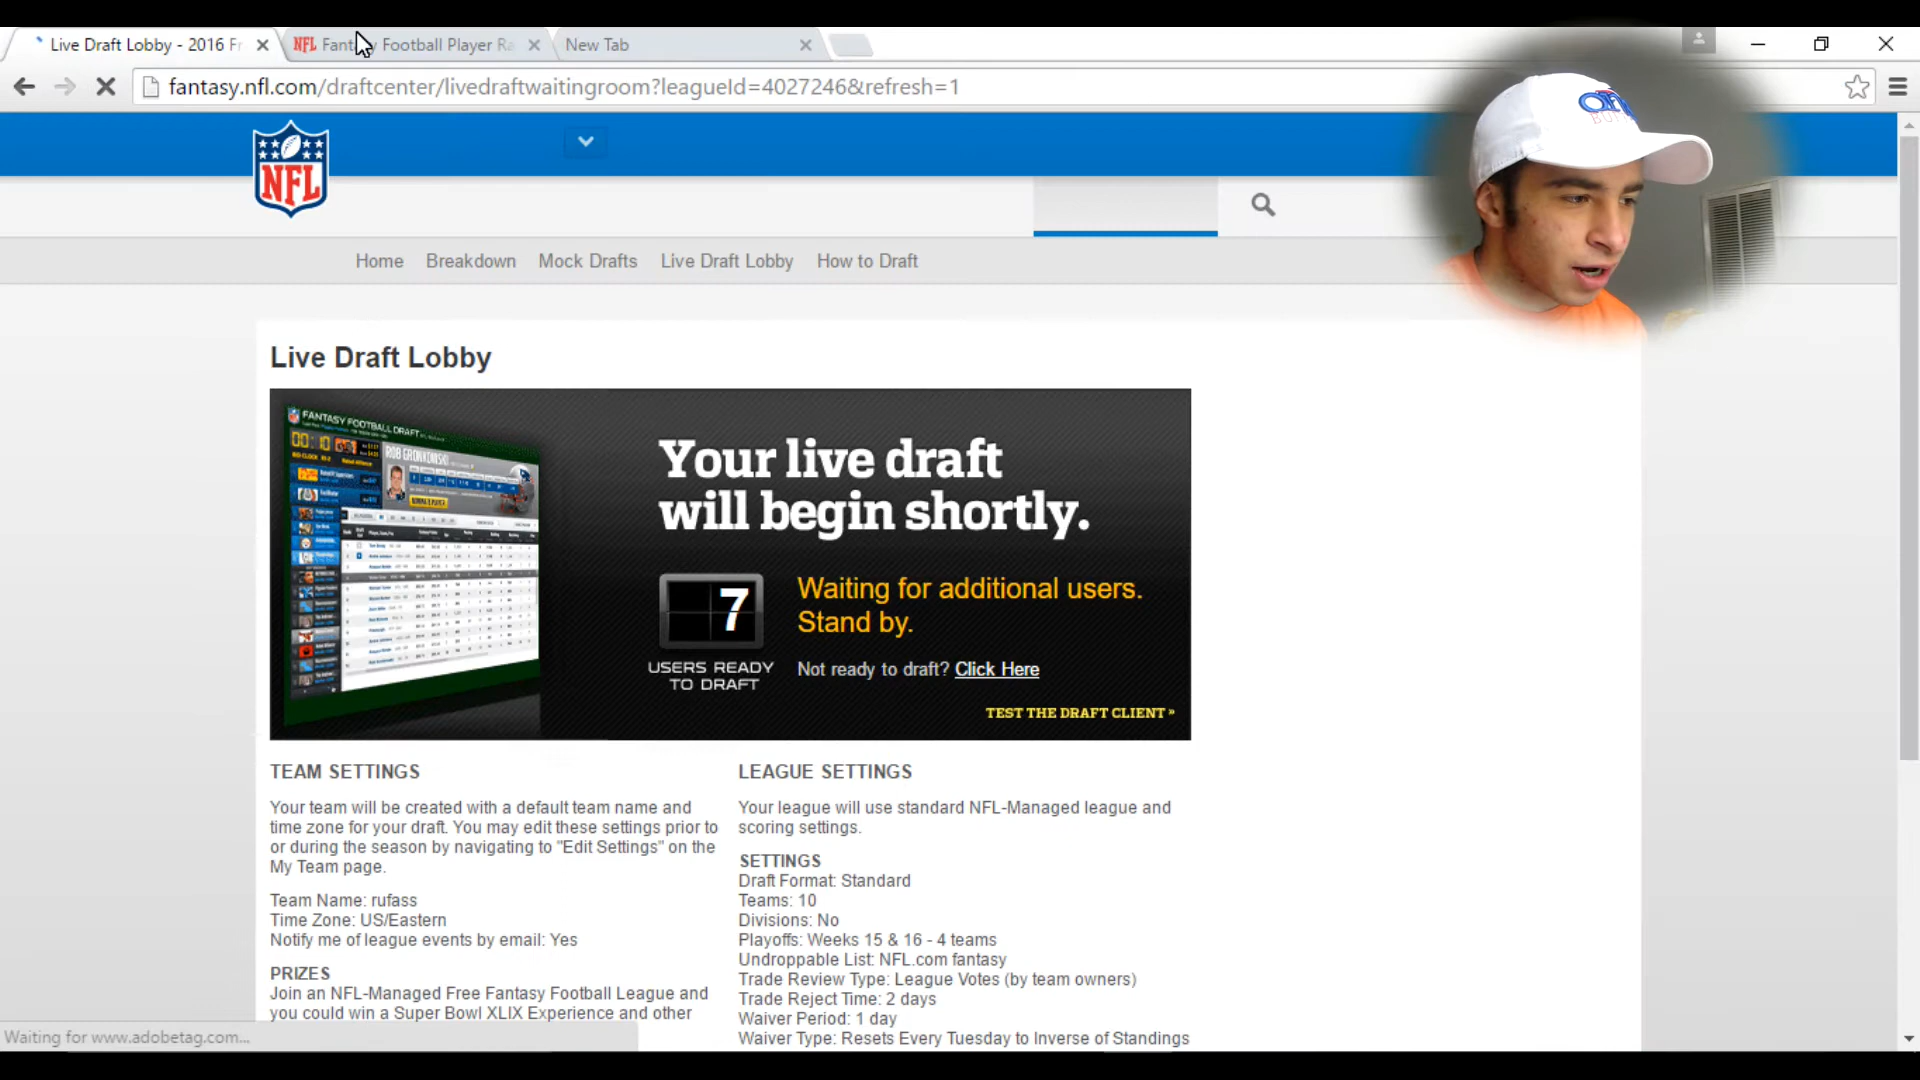 Live Draft Lobby - 2016 Fr
NFL Fant Football Player Ra
New Tab
fantasy.nfl.com/draftcenter/livedraftwaitingroom?leagueId=4027246&refresh=1
NFL
Home Breakdown Mock Drafts Live Draft Lobby How to Draft
Live Draft Lobby
FANTASY FOOTBALL DRAFT
00:10
ROB GRONKOWSKI
Your live draft
will begin shortly.
7
USERS READY
TO DRAFT
Waiting for additional users.
Stand by.
Not ready to draft? Click Here
TEST THE DRAFT CLIENT »
TEAM SETTINGS
Your team will be created with a default team name and
time zone for your draft. You may edit these settings prior to
or during the season by navigating to "Edit Settings" on the
My Team page.
Team Name: rufass
Time Zone: US/Eastern
Notify me of league events by email: Yes
PRIZES
Join an NFL-Managed Free Fantasy Football League and
you could win a Super Bowl XLIX Experience and other
LEAGUE SETTINGS
Your league will use standard NFL-Managed league and
scoring settings.
SETTINGS
Draft Format: Standard
Teams: 10
Divisions: No
Playoffs: Weeks 15 & 16 - 4 teams
Undroppable List: NFL.com fantasy
Trade Review Type: League Votes (by team owners)
Trade Reject Time: 2 days
Waiver Period: 1 day
Waiver Type: Resets Every Tuesday to Inverse of Standings
Waiting for www.adobetag.com...